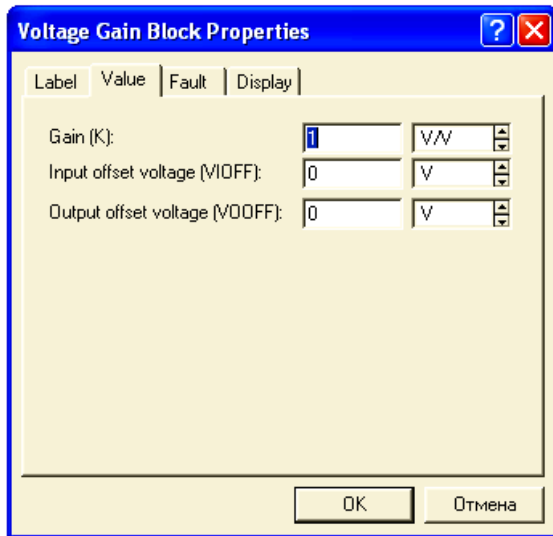 Voltage Gain Block Properties
Label Value Fault Display
Gain (K): 1 V/V
Input offset voltage (VIOFF): 0 V
Output offset voltage (VOOFF): 0 V
OK Отмена